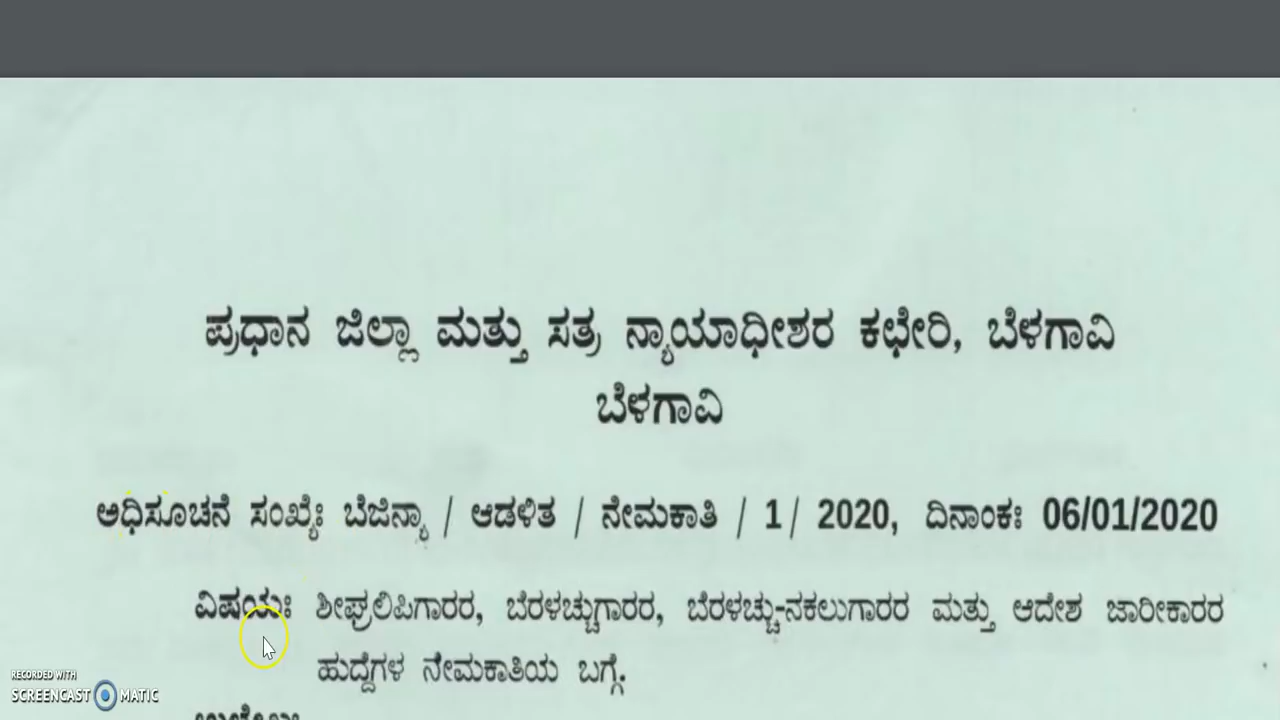 ಪ್ರಧಾನ ಜಿಲ್ಲಾ ಮತ್ತು ಸತ್ರ ನ್ಯಾಯಾಧೀಶರ ಕಛೇರಿ, ಬೆಳಗಾವಿ
ಬೆಳಗಾವಿ
ಅಧಿಸೂಚನೆ ಸಂಖ್ಯೆಃ ಬೆಜಿನ್ಯಾ / ಆಡಳಿತ / ನೇಮಕಾತಿ / 1 / 2020, ದಿನಾಂಕಃ 06/01/2020
ವಿಷಯಃ ಶೀಘ್ರಲಿಪಿಗಾರರ, ಬೆರಳಚ್ಚುಗಾರರ, ಬೆರಳಚ್ಚು-ನಕಲುಗಾರರ ಮತ್ತು ಆದೇಶ ಜಾರೀಕಾರರ
ಹುದ್ದೆಗಳ ನೇಮಕಾತಿಯ ಬಗ್ಗೆ.
RECORDED WITH
SCREENCAST MATIC